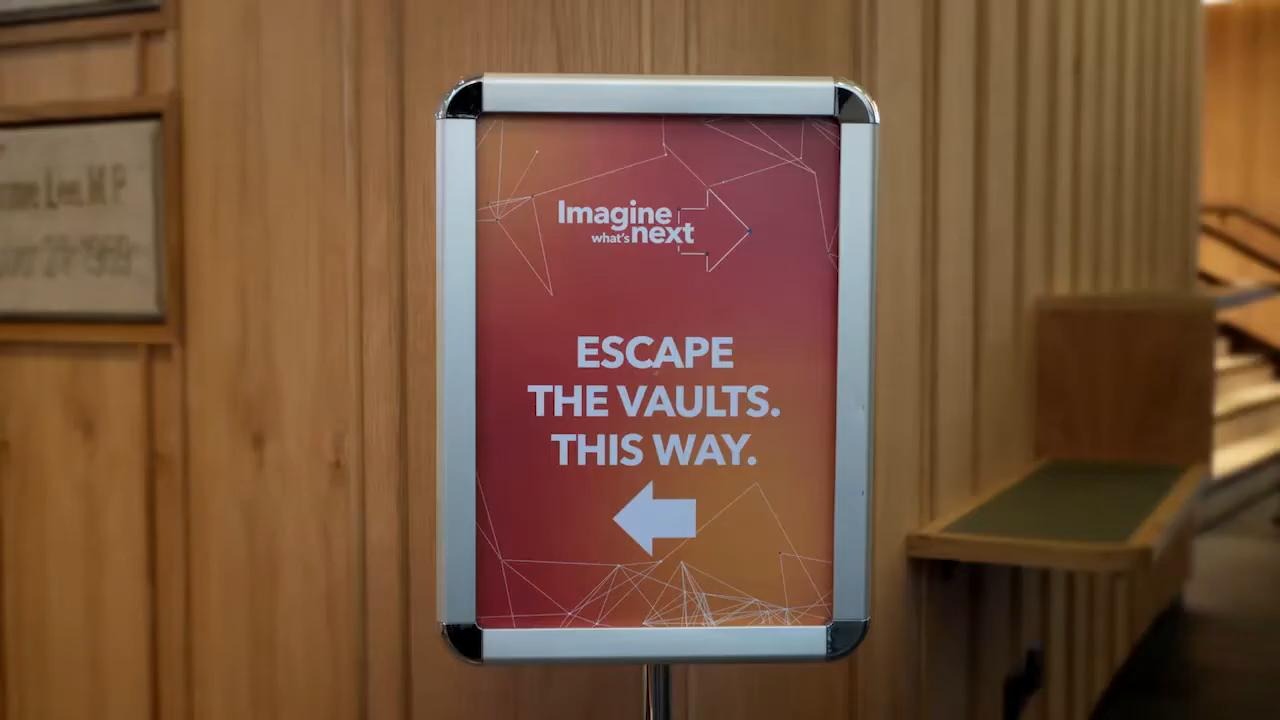 Imagine
what's next
ESCAPE
THE VAULTS.
THIS WAY.
M.P.